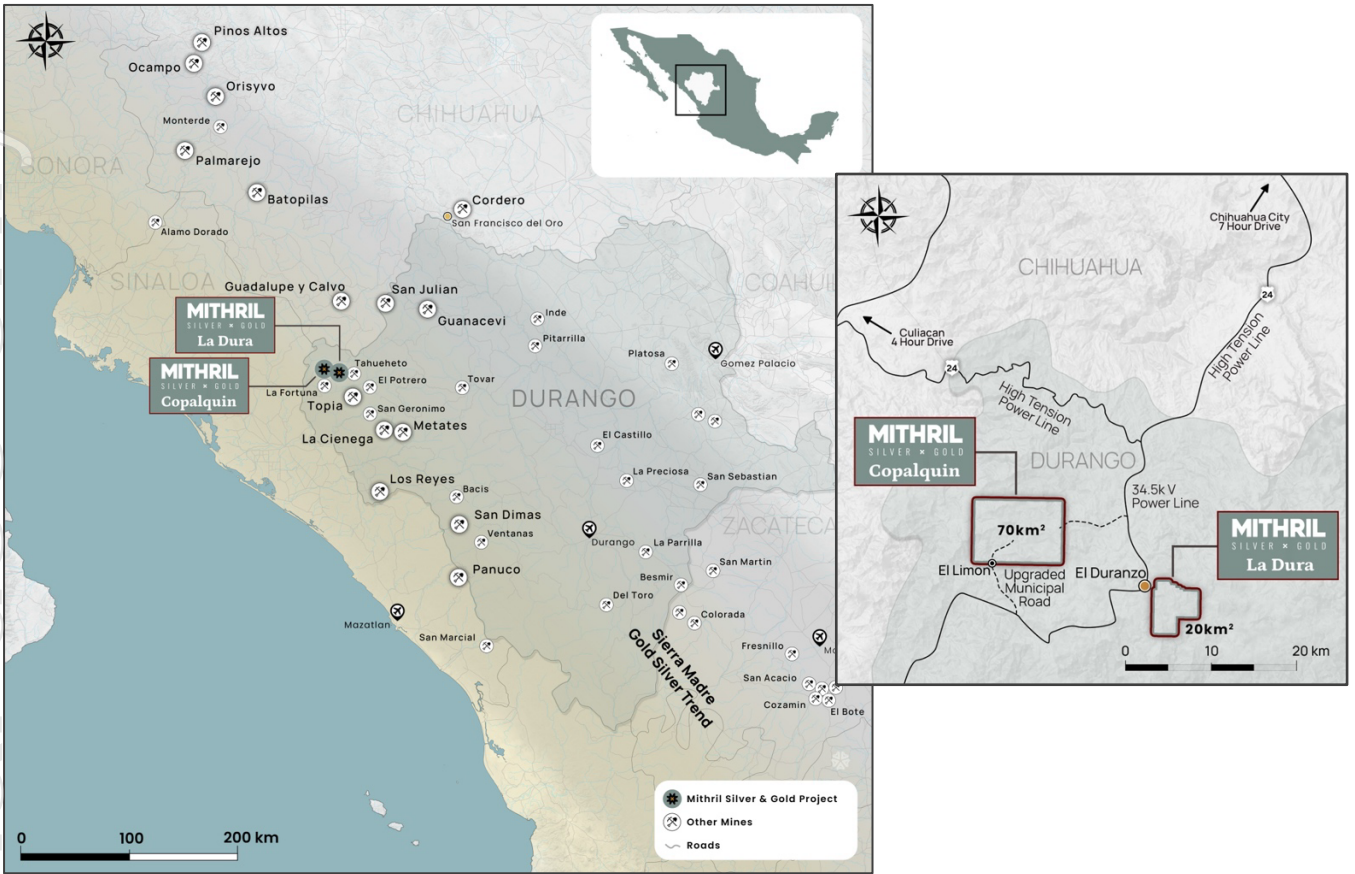 Pinos Altos
Ocampo
Orisyvo
Monterde
Palmarejo
CHIHUAHUA
SONORA
Batopilas
Cordero
San Francisco del Oro
Alamo Dorado
SINALOA
COAHUI
Guadalupe y Calvo
San Julian
Guanacevi
Inde
Pitarrilla
Platosa
Gomez Palacio
MITHRIL
SILVER GOLD
La Dura
MITHRIL
SILVER GOLD
Copalquin
Tahueheto
La Fortuna
El Potrero
Tovar
Topia
San Geronimo
DURANGO
La Cienega
Metates
El Castillo
La Preciosa
San Sebastian
Los Reyes
Bacis
San Dimas
Ventanas
ZACATECA
Durango
La Parrilla
San Martin
Besmir
Panuco
Del Toro
Colorada
Mazatlan
San Marcial
Sierra Madre
Gold Silver Trend
Fresnillo
San Acacio
Cozamin
El Bote
Mithril Silver & Gold Project
Other Mines
Roads
0 100 200 km
Chihuahua City
7 Hour Drive
CHIHUAHUA
24
Culiacan
4 Hour Drive
24
High Tension
Power Line
High Tension
Power Line
MITHRIL
SILVER GOLD
Copalquin
DURANGO
34.5kV
Power Line
70km²
MITHRIL
SILVER GOLD
La Dura
El Limon
Upgraded
Municipal
Road
El Duranzo
20km²
0 10 20 km